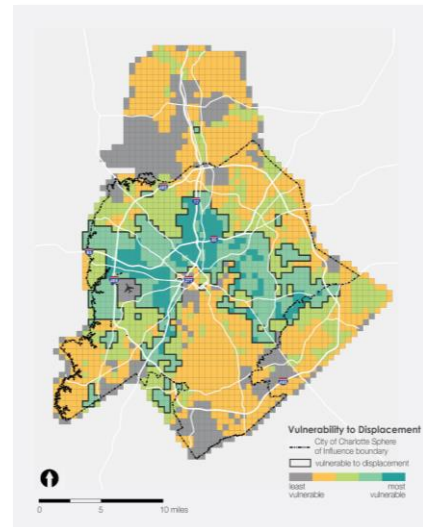 Vulnerability to Displacement
City of Charlotte Sphere
of Influence boundary
vulnerable to displacement
least
vulnerable
most
vulnerable
0
5
10 miles